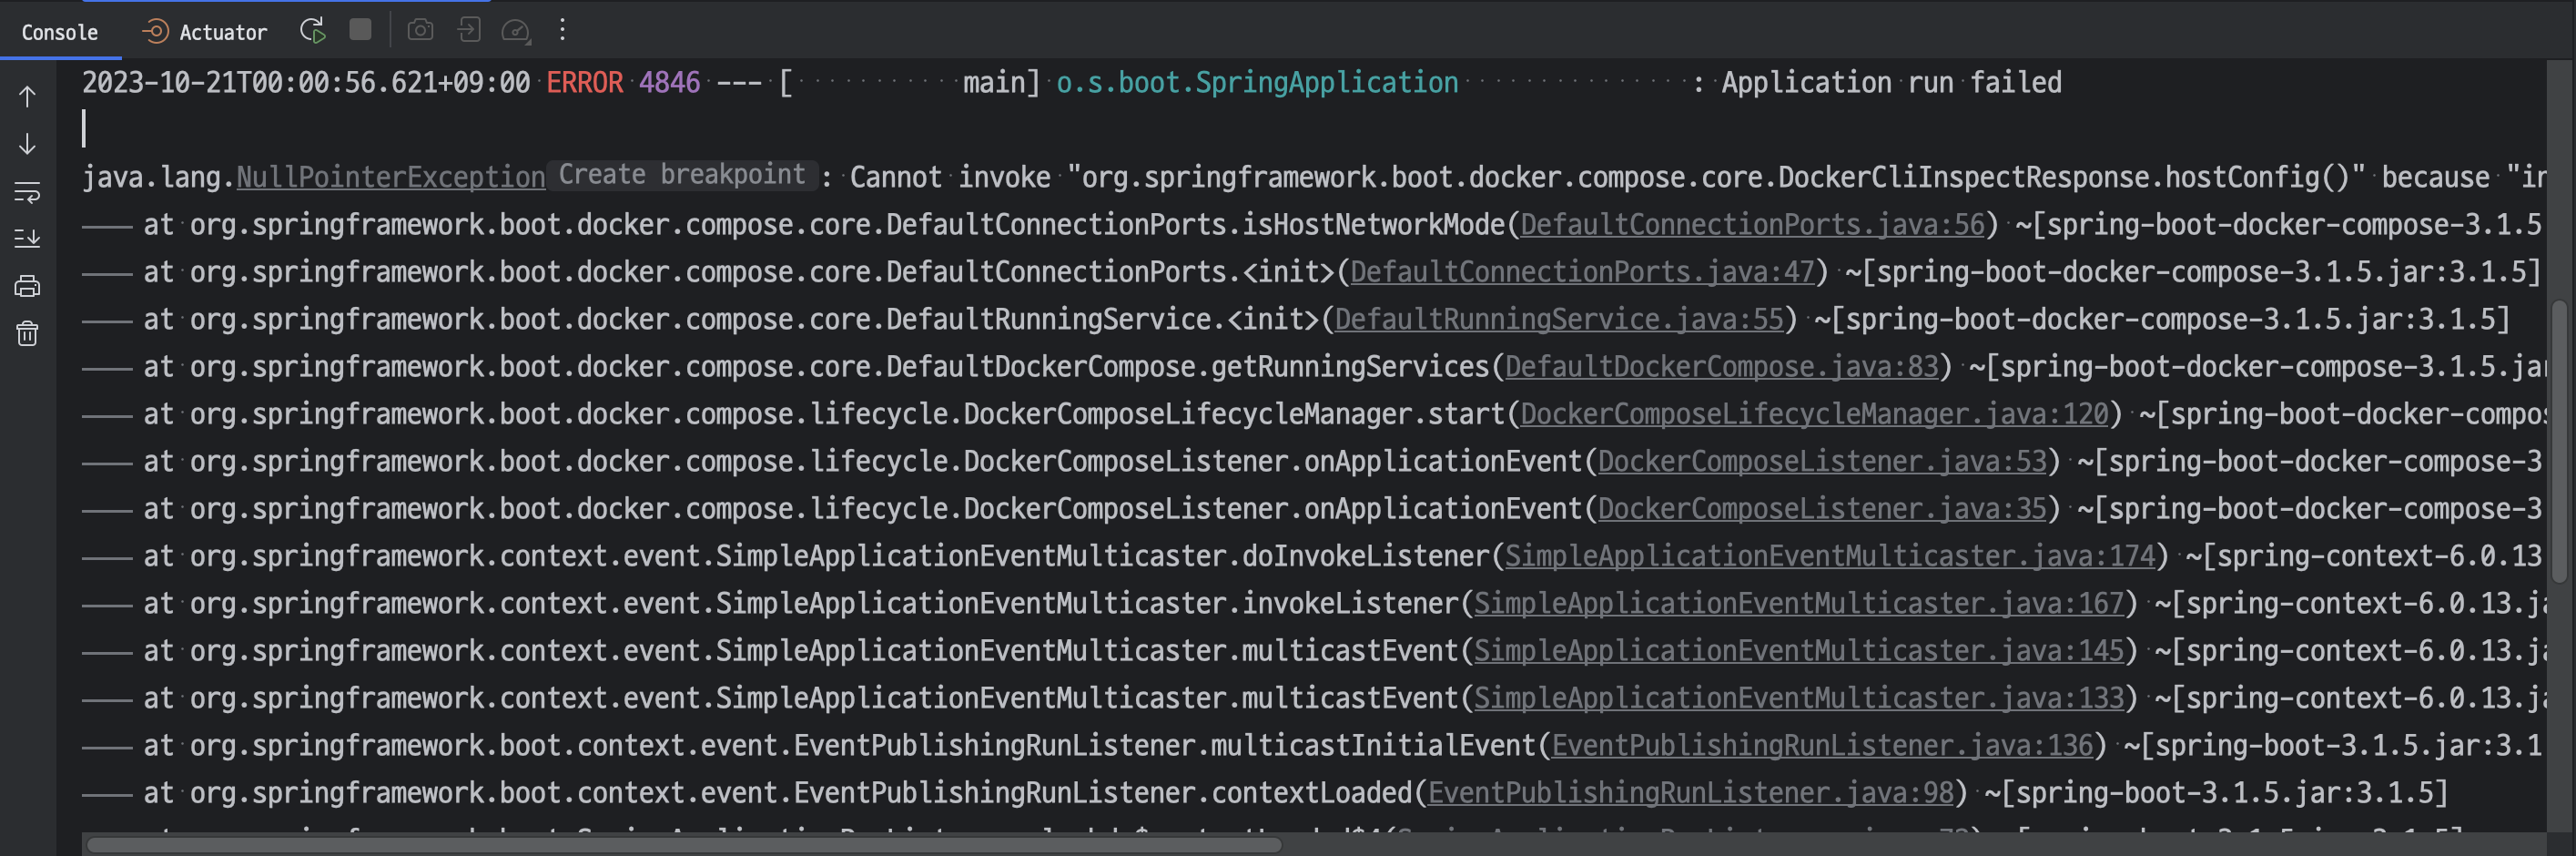 Console Actuator
2023-10-21T00:00:56.621+09:00 ERROR 4846 --- [ main] o.s.boot.SpringApplication : Application run failed
java.lang.NullPointerException Create breakpoint : Cannot invoke "org.springframework.boot.docker.compose.core.DockerCliInspectResponse.hostConfig()" because "in
at org.springframework.boot.docker.compose.core.DefaultConnectionPorts.isHostNetworkMode(DefaultConnectionPorts.java:56) ~[spring-boot-docker-compose-3.1.5
at org.springframework.boot.docker.compose.core.DefaultConnectionPorts.<init>(DefaultConnectionPorts.java:47) ~[spring-boot-docker-compose-3.1.5.jar:3.1.5]
at org.springframework.boot.docker.compose.core.DefaultRunningService.<init>(DefaultRunningService.java:55) ~[spring-boot-docker-compose-3.1.5.jar:3.1.5]
at org.springframework.boot.docker.compose.core.DefaultDockerCompose.getRunningServices(DefaultDockerCompose.java:83) ~[spring-boot-docker-compose-3.1.5.jar
at org.springframework.boot.docker.compose.lifecycle.DockerComposeLifecycleManager.start(DockerComposeLifecycleManager.java:120) ~[spring-boot-docker-compos
at org.springframework.boot.docker.compose.lifecycle.DockerComposeListener.onApplicationEvent(DockerComposeListener.java:53) ~[spring-boot-docker-compose-3
at org.springframework.boot.docker.compose.lifecycle.DockerComposeListener.onApplicationEvent(DockerComposeListener.java:35) ~[spring-boot-docker-compose-3
at org.springframework.context.event.SimpleApplicationEventMulticaster.doInvokeListener(SimpleApplicationEventMulticaster.java:174) ~[spring-context-6.0.13
at org.springframework.context.event.SimpleApplicationEventMulticaster.invokeListener(SimpleApplicationEventMulticaster.java:167) ~[spring-context-6.0.13.ja
at org.springframework.context.event.SimpleApplicationEventMulticaster.multicastEvent(SimpleApplicationEventMulticaster.java:145) ~[spring-context-6.0.13.ja
at org.springframework.context.event.SimpleApplicationEventMulticaster.multicastEvent(SimpleApplicationEventMulticaster.java:133) ~[spring-context-6.0.13.ja
at org.springframework.boot.context.event.EventPublishingRunListener.multicastInitialEvent(EventPublishingRunListener.java:136) ~[spring-boot-3.1.5.jar:3.1
at org.springframework.boot.context.event.EventPublishingRunListener.contextLoaded(EventPublishingRunListener.java:98) ~[spring-boot-3.1.5.jar:3.1.5]